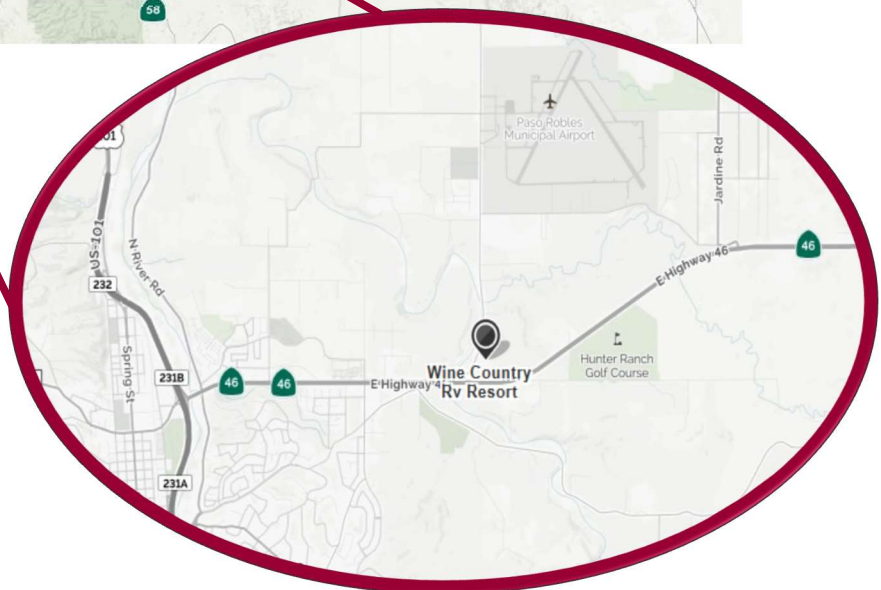 58
Paso Robles
Municipal Airport
Jardine Rd
US-101
N River Rd
46
E Highway 46
232
Hunter Ranch
Golf Course
Wine Country
Rv Resort
231B
46
46
E Highway 4
Spring St
231A